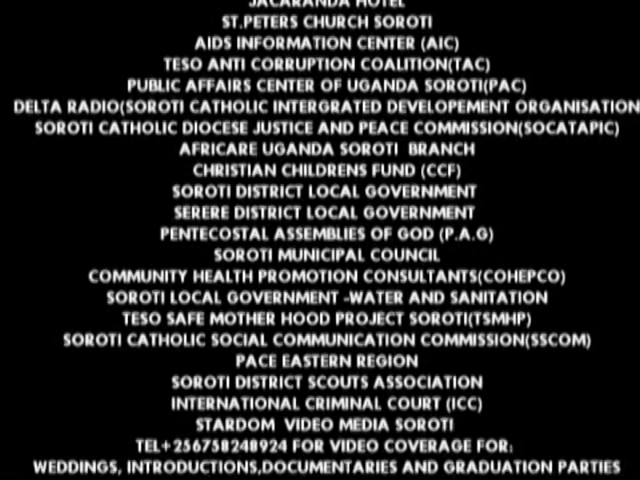 JACARANDA HOTEL
ST.PETERS CHURCH SOROTI
AIDS INFORMATION CENTER (AIC)
TESO ANTI CORRUPTION COALITION(TAC)
PUBLIC AFFAIRS CENTER OF UGANDA SOROTI(PAC)
DELTA RADIO(SOROTI CATHOLIC INTERGRATED DEVELOPEMENT ORGANISATION
SOROTI CATHOLIC DIOCESE JUSTICE AND PEACE COMMISSION(SOCATAPIC)
AFRICARE UGANDA SOROTI BRANCH
CHRISTIAN CHILDRENS FUND (CCF)
SOROTI DISTRICT LOCAL GOVERNMENT
SERERE DISTRICT LOCAL GOVERNMENT
PENTECOSTAL ASSEMBLIES OF GOD (P.A.G)
SOROTI MUNICIPAL COUNCIL
COMMUNITY HEALTH PROMOTION CONSULTANTS(COHEPCO)
SOROTI LOCAL GOVERNMENT -WATER AND SANITATION
TESO SAFE MOTHER HOOD PROJECT SOROTI(TSMHP)
SOROTI CATHOLIC SOCIAL COMMUNICATION COMMISSION(SSCOM)
PACE EASTERN REGION
SOROTI DISTRICT SCOUTS ASSOCIATION
INTERNATIONAL CRIMINAL COURT (ICC)
STARDOM VIDEO MEDIA SOROTI
TEL+256758248924 FOR VIDEO COVERAGE FOR:
WEDDINGS, INTRODUCTIONS,DOCUMENTARIES AND GRADUATION PARTIES